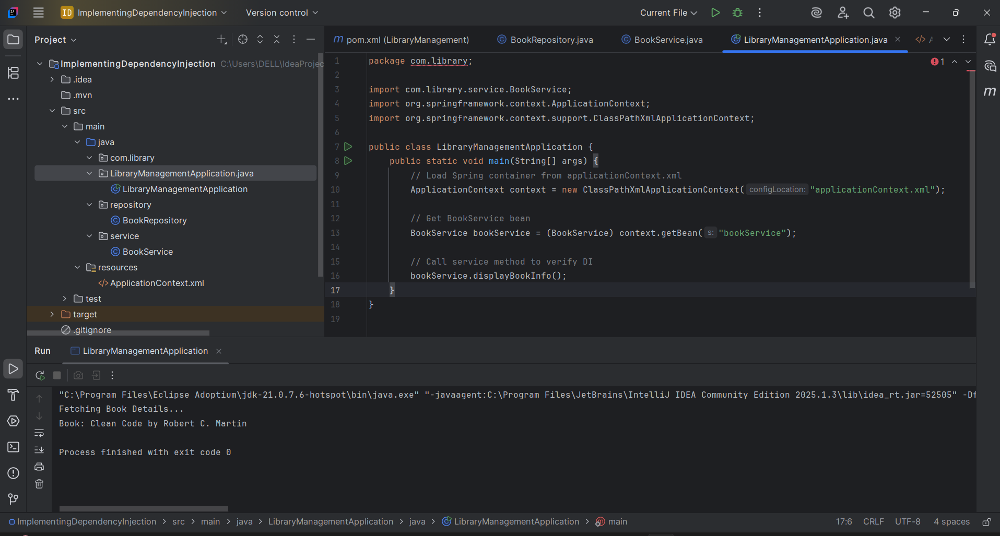 ID ImplementingDependencyInjection Version control Current File
Project
ImplementingDependencyInjection C:\Users\DELL\IdeaProjec
.idea
.mvn
src
main
java
com.library
LibraryManagementApplication.java
LibraryManagementApplication
repository
BookRepository
service
BookService
resources
ApplicationContext.xml
test
target
.gitignore
pom.xml (LibraryManagement) BookRepository.java BookService.java LibraryManagementApplication.java
1 package com.library; 1
2
3 import com.library.service.BookService;
4 import org.springframework.context.ApplicationContext;
5 import org.springframework.context.support.ClassPathXmlApplicationContext;
6
7 public class LibraryManagementApplication {
8 public static void main(String[] args) {
9 // Load Spring container from applicationContext.xml
10 ApplicationContext context = new ClassPathXmlApplicationContext( configLocation: "applicationContext.xml");
11
12 // Get BookService bean
13 BookService bookService = (BookService) context.getBean( s: "bookService");
14
15 // Call service method to verify DI
16 bookService.displayBookInfo();
17 }
18 }
19
Run LibraryManagementApplication
"C:\Program Files\Eclipse Adoptium\jdk-21.0.7.6-hotspot\bin\java.exe" "-javaagent:C:\Program Files\JetBrains\IntelliJ IDEA Community Edition 2025.1.3\lib\idea_rt.jar=52505" -Df
Fetching Book Details...
Book: Clean Code by Robert C. Martin
Process finished with exit code 0
ImplementingDependencyInjection > src > main > java > LibraryManagementApplication > java > LibraryManagementApplication > main 17:6 CRLF UTF-8 4 spaces